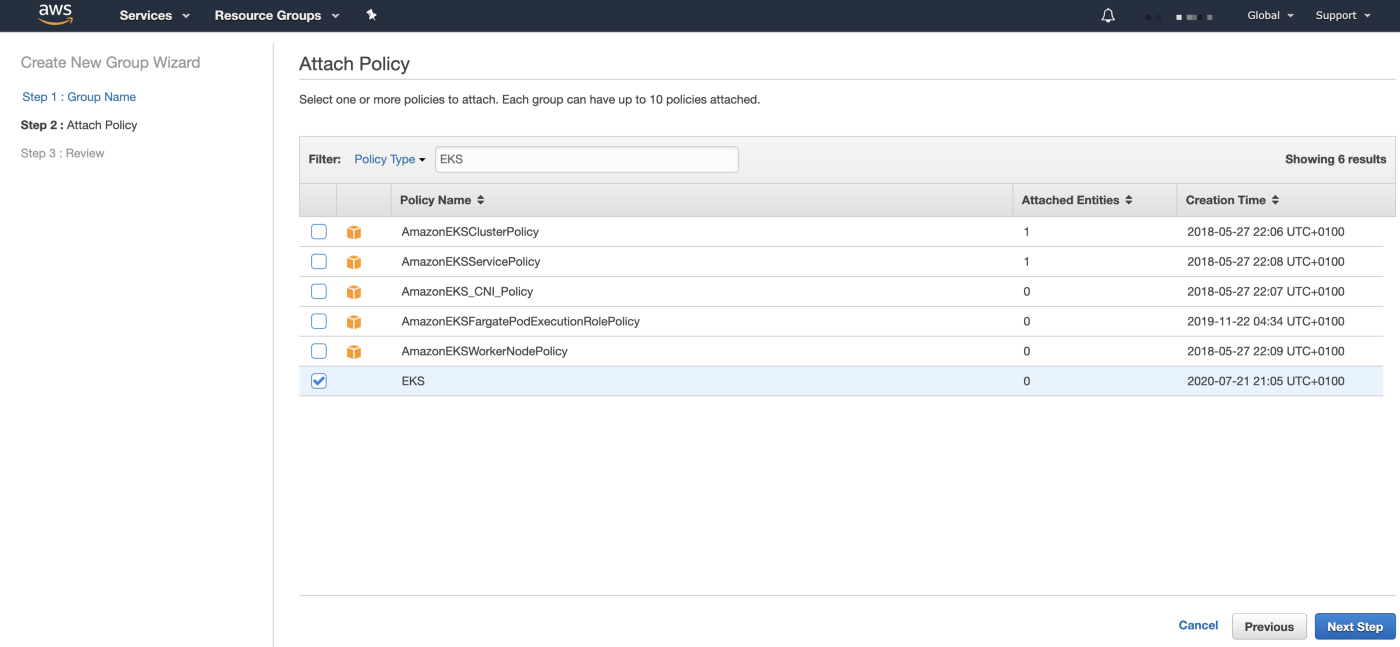 aws Services Resource Groups Global Support
Create New Group Wizard
Step 1 : Group Name
Step 2 : Attach Policy
Step 3 : Review
Attach Policy
Select one or more policies to attach. Each group can have up to 10 policies attached.
Filter: Policy Type EKS Showing 6 results
Policy Name Attached Entities Creation Time
AmazonEKSClusterPolicy 1 2018-05-27 22:06 UTC+0100
AmazonEKSServicePolicy 1 2018-05-27 22:08 UTC+0100
AmazonEKS_CNI_Policy 0 2018-05-27 22:07 UTC+0100
AmazonEKSFargatePodExecutionRolePolicy 0 2019-11-22 04:34 UTC+0100
AmazonEKSWorkerNodePolicy 0 2018-05-27 22:09 UTC+0100
EKS 0 2020-07-21 21:05 UTC+0100
Cancel Previous Next Step